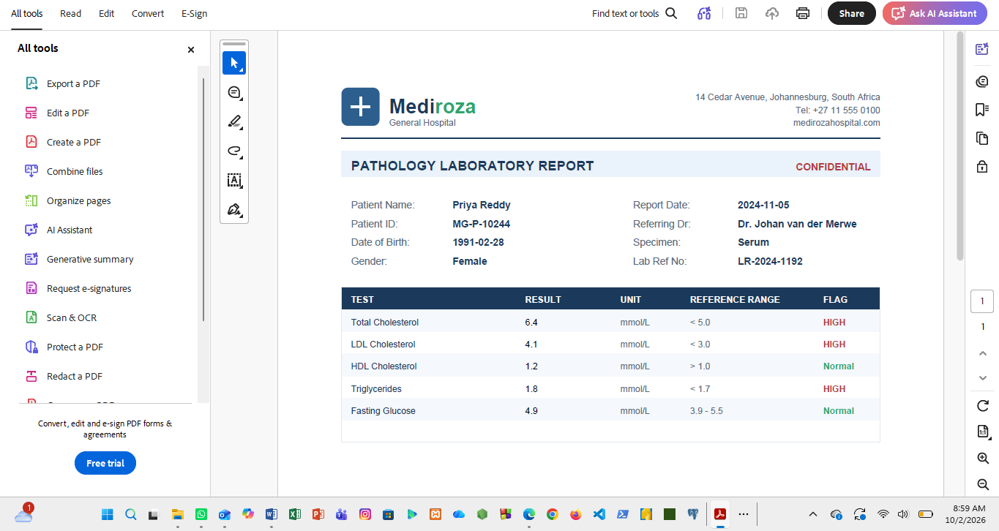 All tools Read Edit Convert E-Sign Find text or tools Share Ask AI Assistant
All tools
Export a PDF
Edit a PDF
Create a PDF
Combine files
Organize pages
AI Assistant
Generative summary
Request e-signatures
Scan & OCR
Protect a PDF
Redact a PDF
Convert, edit and e-sign PDF forms &
agreements
Free trial
Mediroza
General Hospital
14 Cedar Avenue, Johannesburg, South Africa
Tel: +27 11 555 0100
medirozahospital.com
PATHOLOGY LABORATORY REPORT CONFIDENTIAL
Patient Name: Priya Reddy Report Date: 2024-11-05
Patient ID: MG-P-10244 Referring Dr: Dr. Johan van der Merwe
Date of Birth: 1991-02-28 Specimen: Serum
Gender: Female Lab Ref No: LR-2024-1192
TEST RESULT UNIT REFERENCE RANGE FLAG
Total Cholesterol 6.4 mmol/L < 5.0 HIGH
LDL Cholesterol 4.1 mmol/L < 3.0 HIGH
HDL Cholesterol 1.2 mmol/L > 1.0 Normal
Triglycerides 1.8 mmol/L < 1.7 HIGH
Fasting Glucose 4.9 mmol/L 3.9 - 5.5 Normal
1
1
1:1
1
8:59 AM
10/2/2026